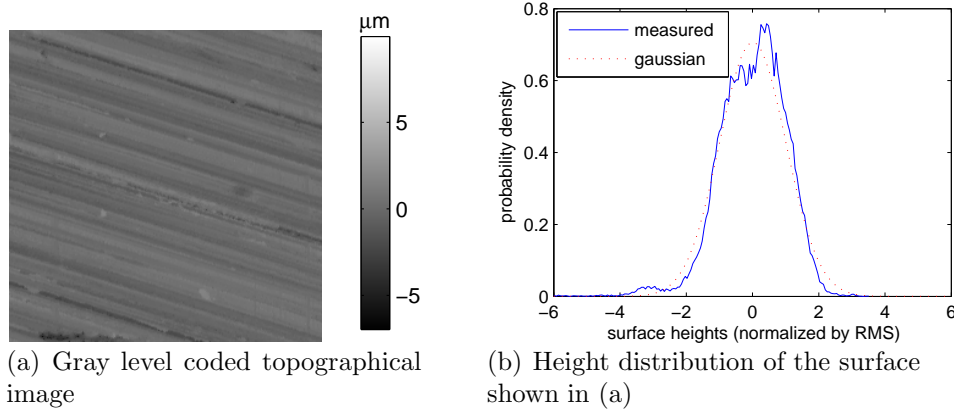 μm
5
0
−5
(a) Gray level coded topographical
image
0.8
0.6
0.4
0.2
0
−6
−4
−2
0
2
4
6
probability density
surface heights (normalized by RMS)
measured
gaussian
(b) Height distribution of the surface
shown in (a)